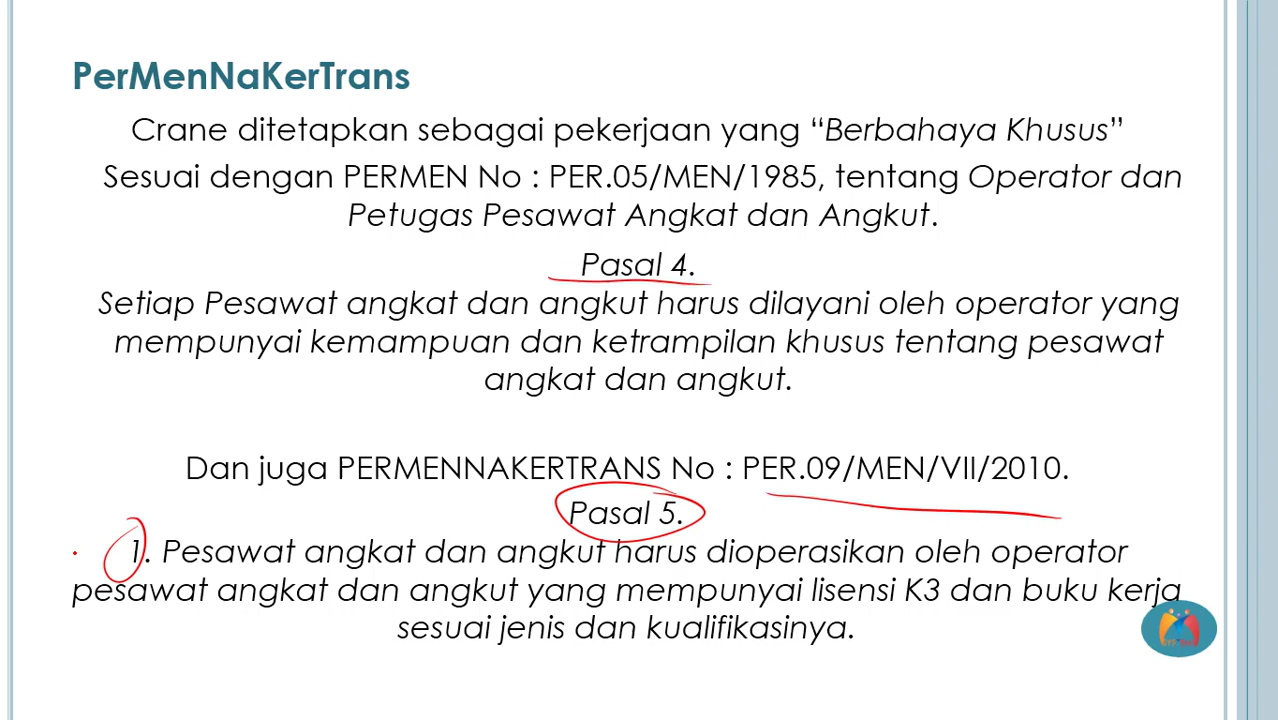 PerMenNaKerTrans
Crane ditetapkan sebagai pekerjaan yang “Berbahaya Khusus”
Sesuai dengan PERMEN No : PER.05/MEN/1985, tentang Operator dan
Petugas Pesawat Angkat dan Angkut.
Pasal 4.
Setiap Pesawat angkat dan angkut harus dilayani oleh operator yang
mempunyai kemampuan dan ketrampilan khusus tentang pesawat
angkat dan angkut.
Dan juga PERMENNAKERTRANS No : PER.09/MEN/VII/2010.
Pasal 5.
1. Pesawat angkat dan angkut harus dioperasikan oleh operator
pesawat angkat dan angkut yang mempunyai lisensi K3 dan buku kerja
sesuai jenis dan kualifikasinya.